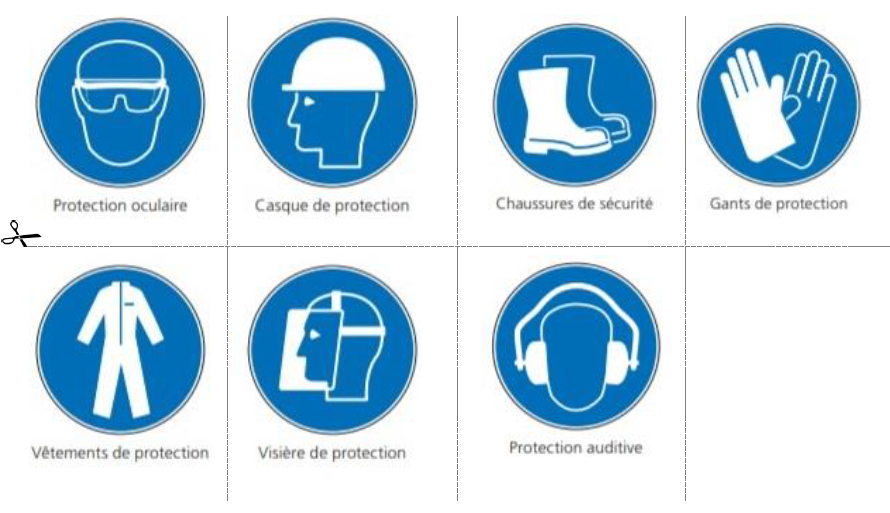 Protection oculaire
Casque de protection
Chaussures de sécurité
Gants de protection
Vêtements de protection
Visière de protection
Protection auditive